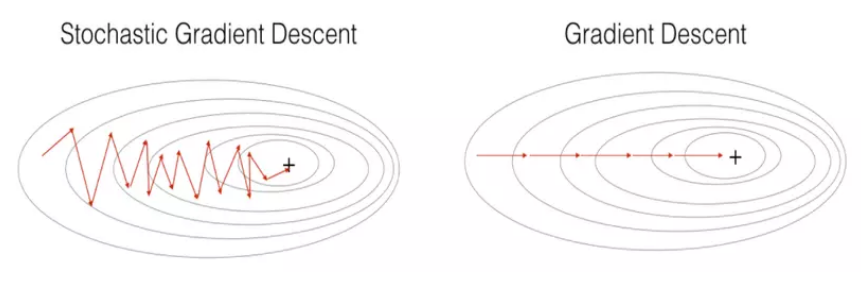 Stochastic Gradient Descent
Gradient Descent
+
+